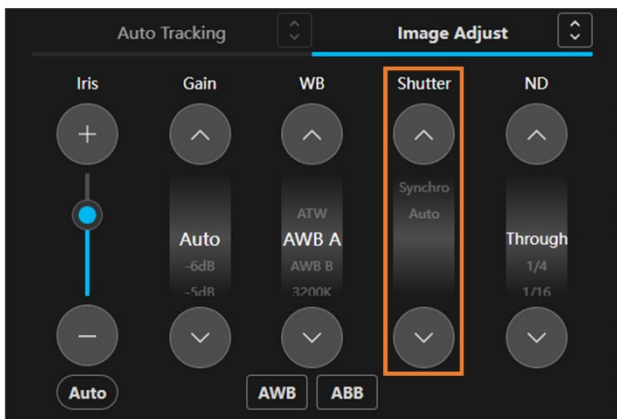 Auto Tracking Image Adjust
Iris Gain WB Shutter ND
Synchro
ATW Auto
Auto AWB A Through
-6dB AWB B 1/4
-5dB 3200K 1/16
Auto AWB ABB